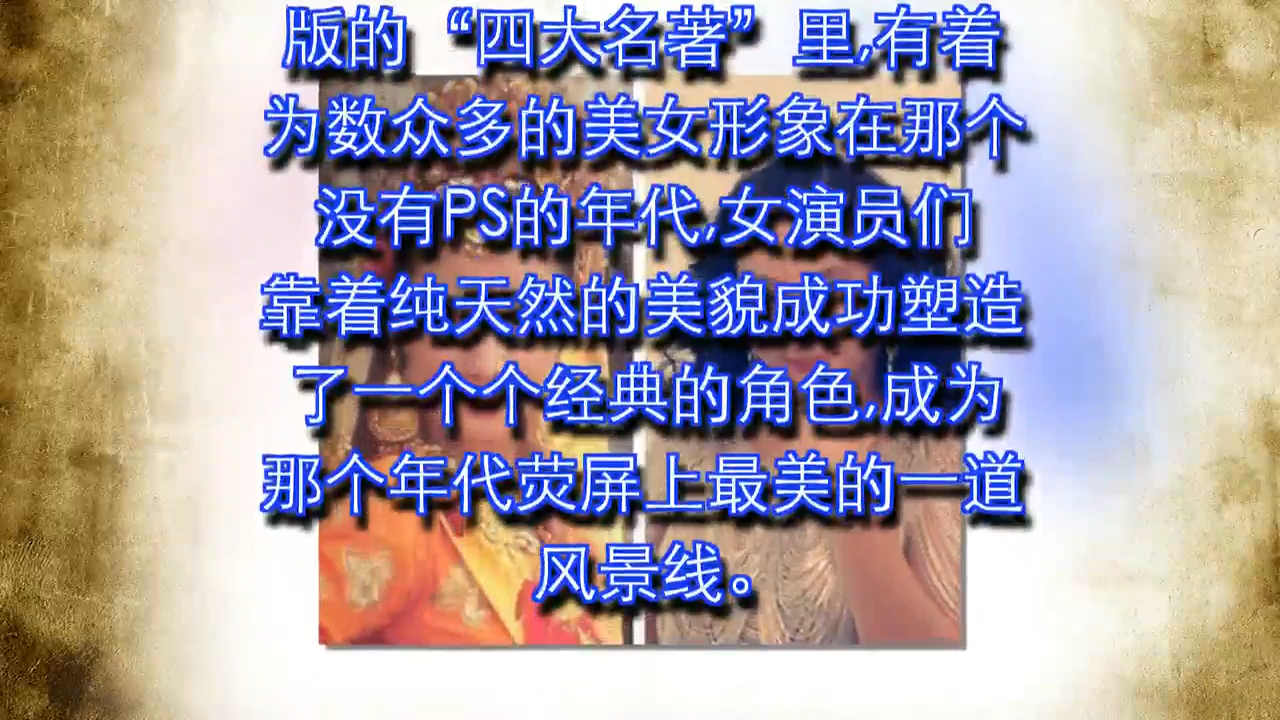 版的“四大名著”里,有着
为数众多的美女形象在那个
没有PS的年代,女演员们
靠着纯天然的美貌成功塑造
了一个个经典的角色,成为
那个年代荧屏上最美的一道
风景线。